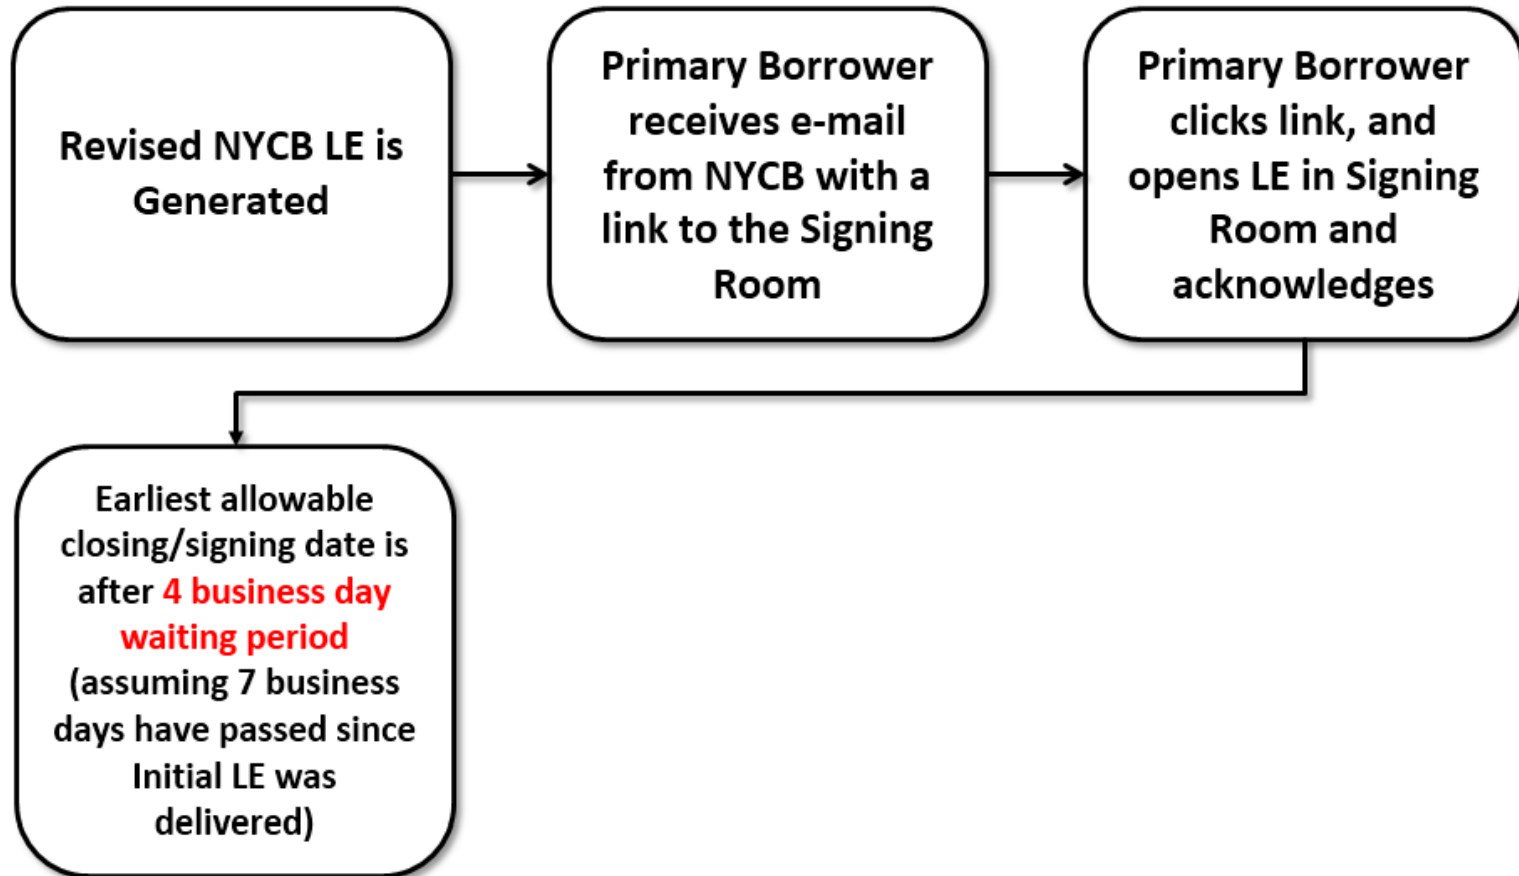 Revised NYCB LE is
Generated
Primary Borrower
receives e-mail
from NYCB with a
link to the Signing
Room
Primary Borrower
clicks link, and
opens LE in Signing
Room and
acknowledges
Earliest allowable
closing/signing date is
after 4 business day
waiting period
(assuming 7 business
days have passed since
Initial LE was
delivered)